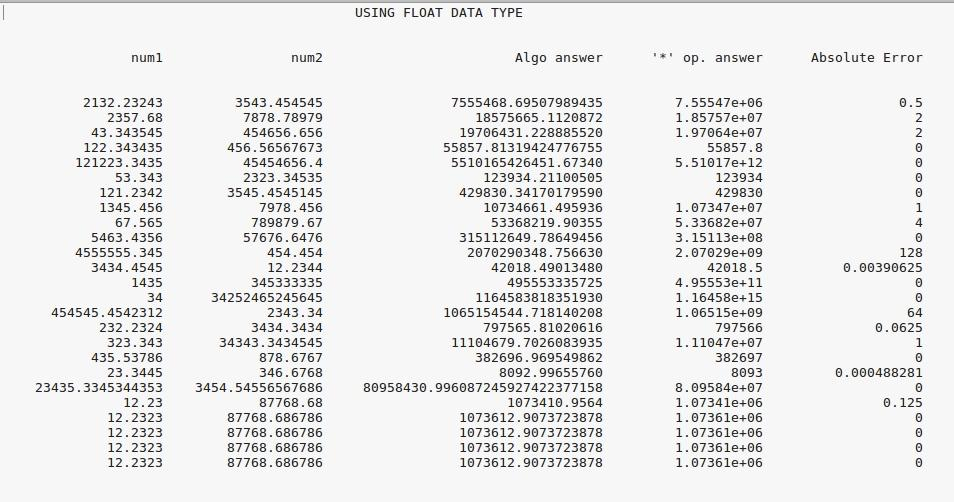 USING FLOAT DATA TYPE
num1 num2 Algo answer '*' op. answer Absolute Error
2132.23243 3543.454545 7555468.69507989435 7.55547e+06 0.5
2357.68 7878.78979 18575665.1120872 1.85757e+07 2
43.343545 454656.656 19706431.228885520 1.97064e+07 2
122.343435 456.56567673 55857.81319424776755 55857.8 0
121223.3435 45454656.4 5510165426451.67340 5.51017e+12 0
53.343 2323.34535 123934.21100505 123934 0
121.2342 3545.4545145 429830.34170179590 429830 0
1345.456 7978.456 10734661.495936 1.07347e+07 1
67.565 789879.67 53368219.90355 5.33682e+07 4
5463.4356 57676.6476 315112649.78649456 3.15113e+08 0
4555555.345 454.454 2070290348.756630 2.07029e+09 128
3434.4545 12.2344 42018.49013480 42018.5 0.00390625
1435 345333335 495553335725 4.95553e+11 0
34 34252465245645 1164583818351930 1.16458e+15 0
454545.4542312 2343.34 1065154544.718140208 1.06515e+09 64
232.2324 3434.3434 797565.81020616 797566 0.0625
323.343 34343.3434545 11104679.7026083935 1.11047e+07 1
435.53786 878.6767 382696.969549862 382697 0
23.3445 346.6768 8092.99655760 8093 0.000488281
23435.3345344353 3454.54556567686 80958430.996087245927422377158 8.09584e+07 0
12.23 87768.68 1073410.9564 1.07341e+06 0.125
12.2323 87768.686786 1073612.9073723878 1.07361e+06 0
12.2323 87768.686786 1073612.9073723878 1.07361e+06 0
12.2323 87768.686786 1073612.9073723878 1.07361e+06 0
12.2323 87768.686786 1073612.9073723878 1.07361e+06 0